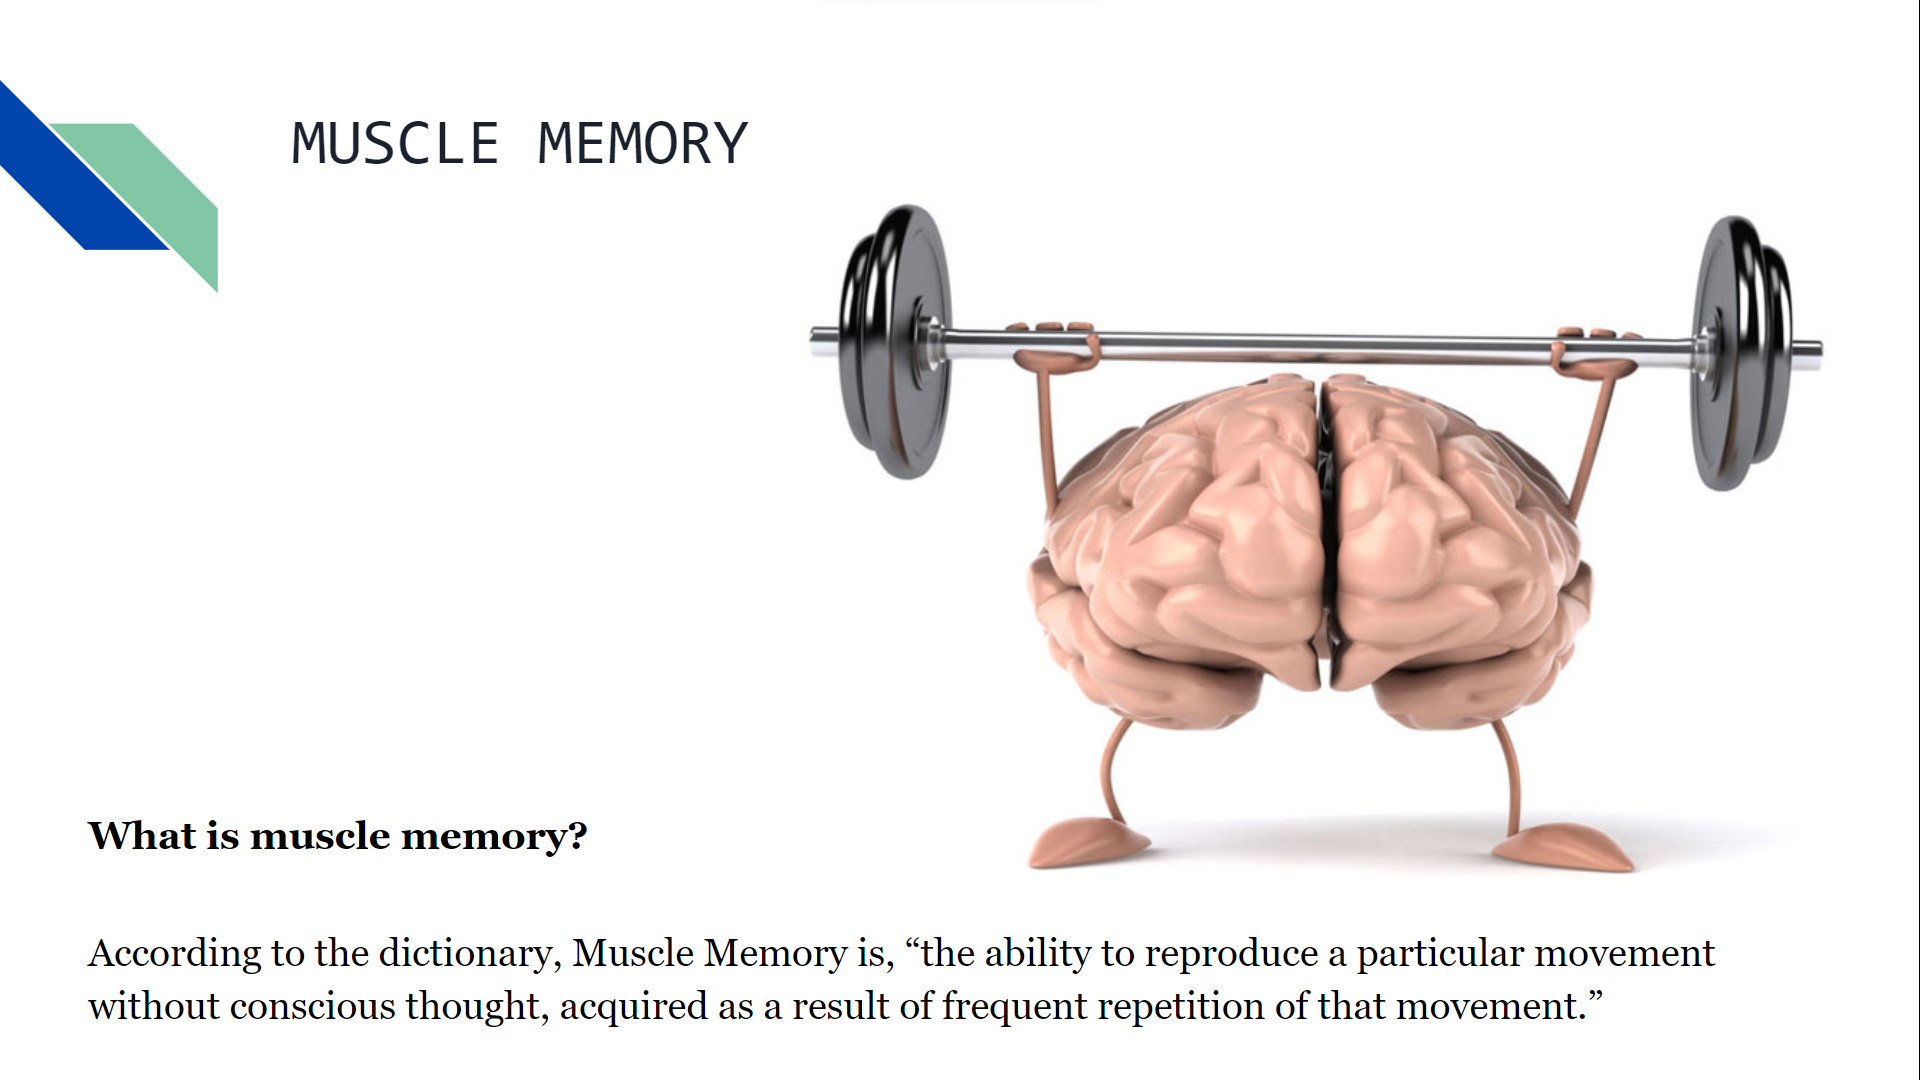 MUSCLE MEMORY
What is muscle memory?
According to the dictionary, Muscle Memory is, “the ability to reproduce a particular movement
without conscious thought, acquired as a result of frequent repetition of that movement.”